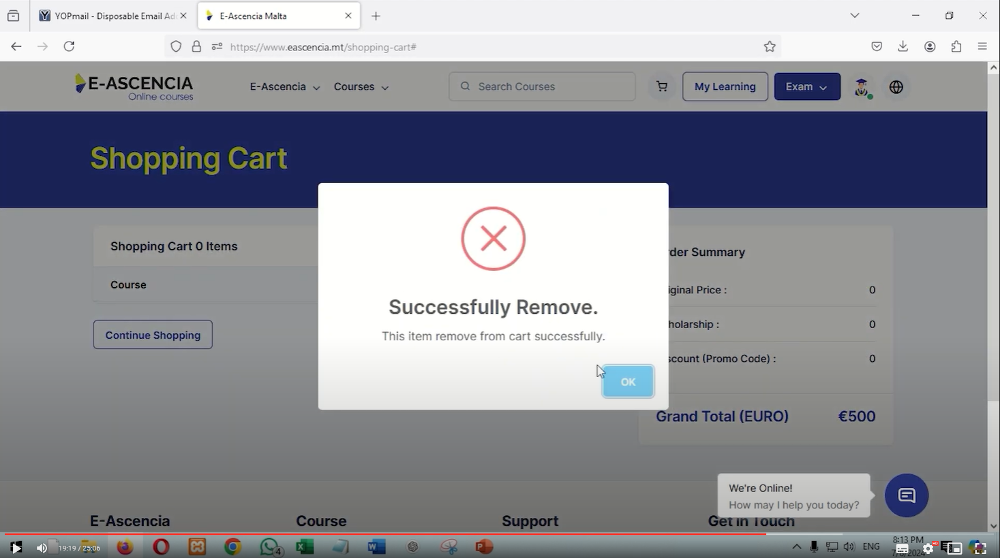 YOPmail - Disposable Email Ad
E-Ascencia Malta
https://www.eascencia.mt/shopping-cart#
E-ASCENCIA
Online courses
E-Ascencia
Courses
Search Courses
My Learning
Exam
Shopping Cart
Shopping Cart 0 Items
Course
Continue Shopping
Successfully Remove.
This item remove from cart successfully.
OK
rder Summary
iginal Price :
0
holarship :
0
scount (Promo Code) :
0
Grand Total (EURO)
€500
We're Online!
How may I help you today?
E-Ascencia
Course
Support
Get in Touch
19:19 / 25:06
4
ENG
8:13 PM
HD